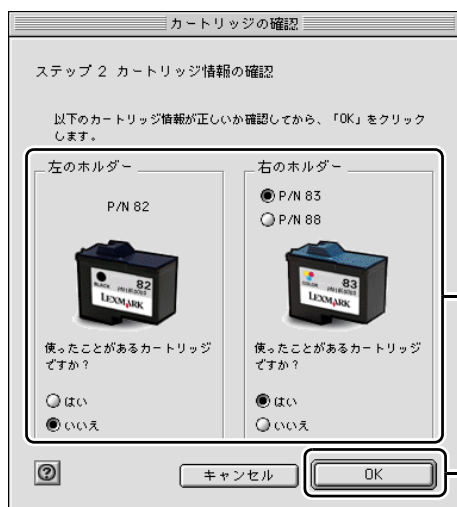 カートリッジの確認
ステップ 2 カートリッジ情報の確認
以下のカートリッジ情報が正しいか確認してから、「OK」をクリック
します。
左のホルダー
P/N 82
BLACK
82
LEXMARK
使ったことがあるカートリッジ
ですか？
はい
いいえ
右のホルダー
P/N 83
P/N 88
COLOR
83
LEXMARK
使ったことがあるカートリッジ
ですか？
はい
いいえ
?
キャンセル
OK